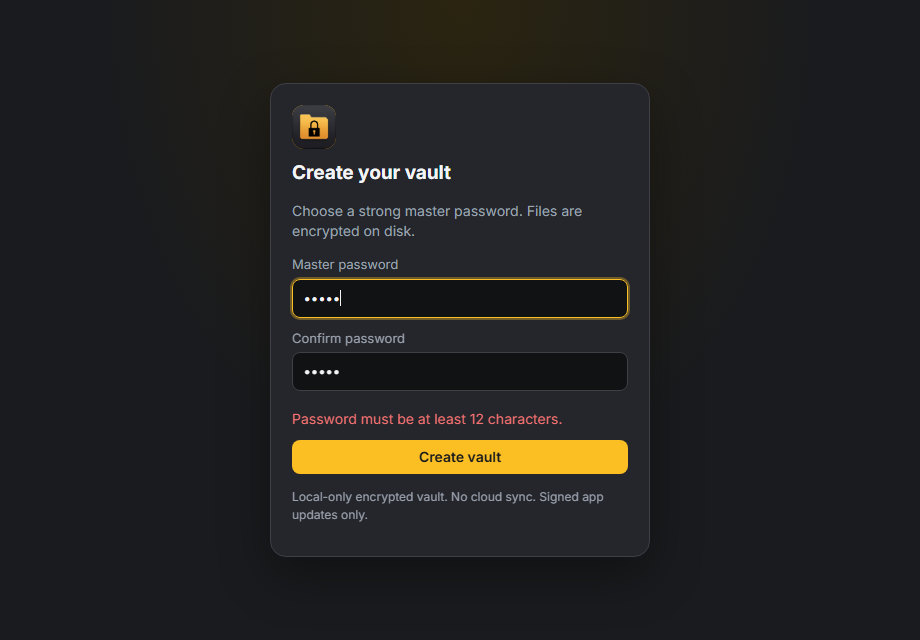 Create your vault
Choose a strong master password. Files are
encrypted on disk.
Master password
•••••
Confirm password
•••••
Password must be at least 12 characters.
Create vault
Local-only encrypted vault. No cloud sync. Signed app
updates only.